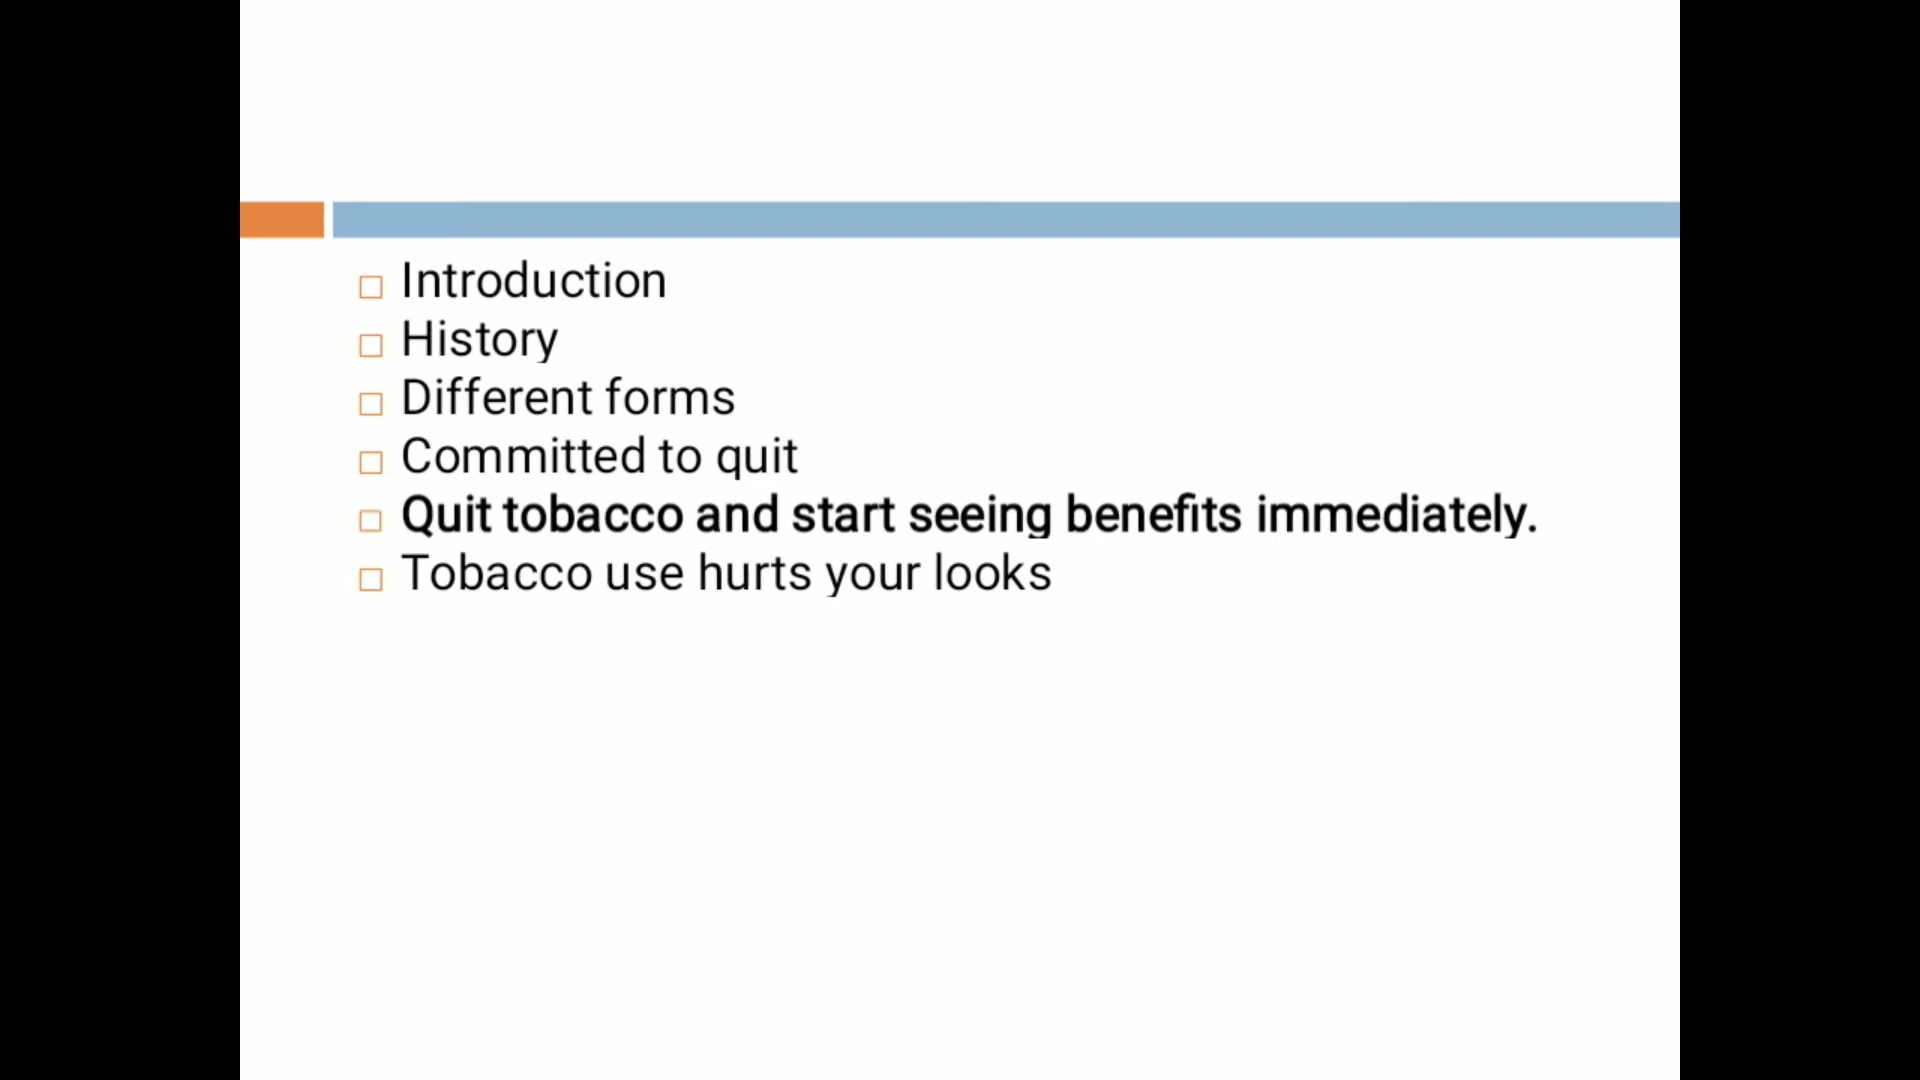 Introduction
History
Different forms
Committed to quit
Quit tobacco and start seeing benefits immediately.
Tobacco use hurts your looks